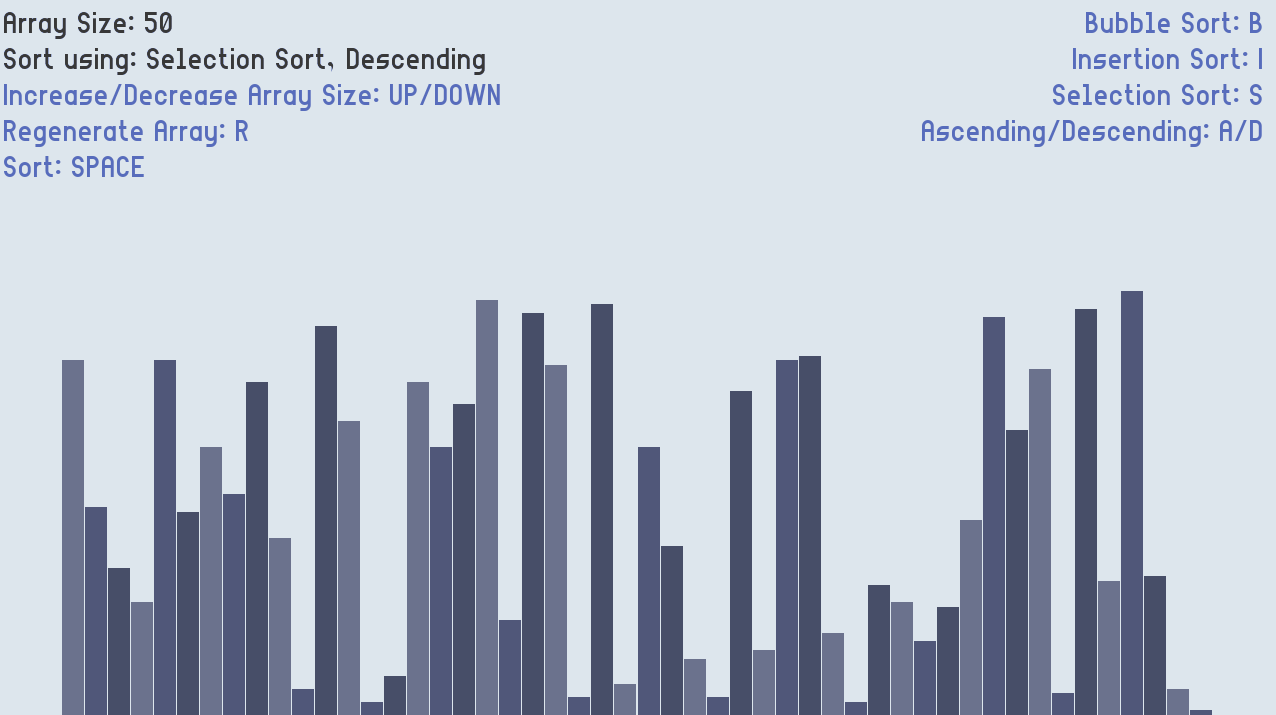 Array Size: 50
Sort using: Selection Sort, Descending
Increase/Decrease Array Size: UP/DOWN
Regenerate Array: R
Sort: SPACE
Bubble Sort: B
Insertion Sort: I
Selection Sort: S
Ascending/Descending: A/D